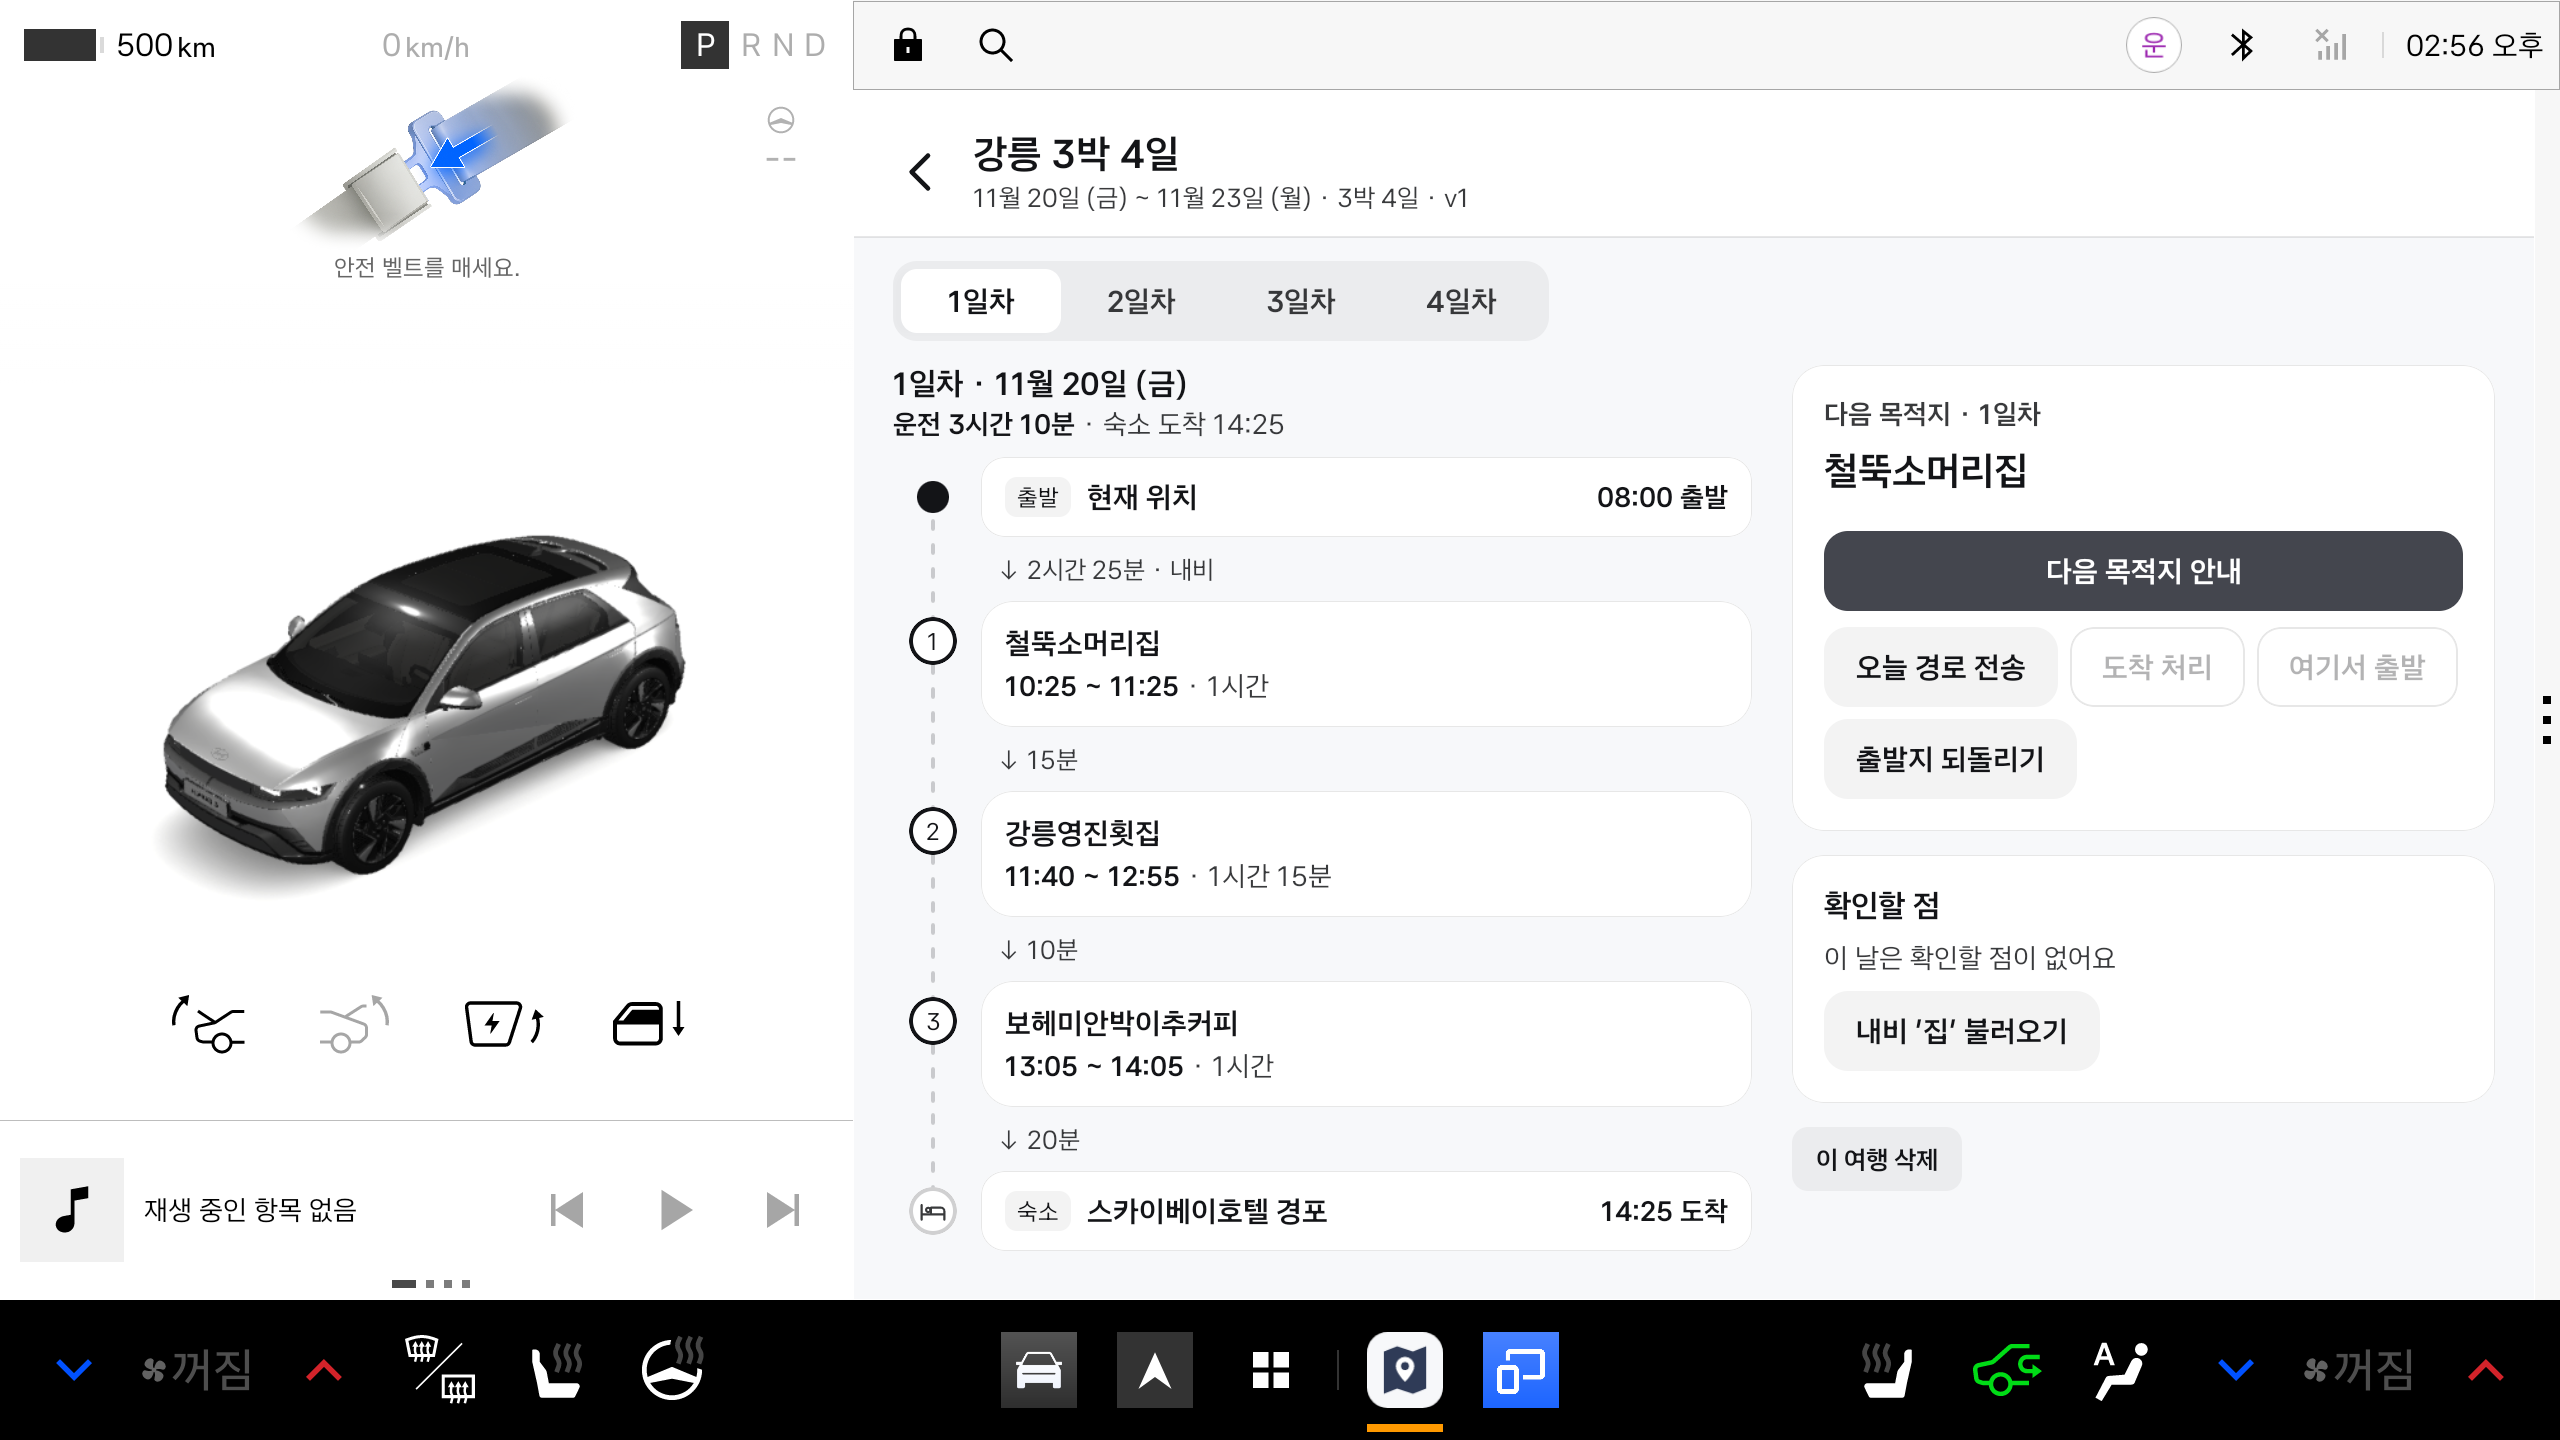 500 km
0 km/h
P R N D
운
02:56 오후
안전 벨트를 매세요.
강릉 3박 4일
11월 20일 (금) ~ 11월 23일 (월) · 3박 4일 · v1
1일차 2일차 3일차 4일차
1일차 · 11월 20일 (금)
운전 3시간 10분 · 숙소 도착 14:25
출발 현재 위치 08:00 출발
↓ 2시간 25분 · 내비
1 철뚝소머리집
10:25 ~ 11:25 · 1시간
↓ 15분
2 강릉영진횟집
11:40 ~ 12:55 · 1시간 15분
↓ 10분
3 보헤미안박이추커피
13:05 ~ 14:05 · 1시간
↓ 20분
숙소 스카이베이호텔 경포 14:25 도착
다음 목적지 · 1일차
철뚝소머리집
다음 목적지 안내
오늘 경로 전송 도착 처리 여기서 출발
출발지 되돌리기
확인할 점
이 날은 확인할 점이 없어요
내비 '집' 불러오기
이 여행 삭제
재생 중인 항목 없음
꺼짐
A
꺼짐